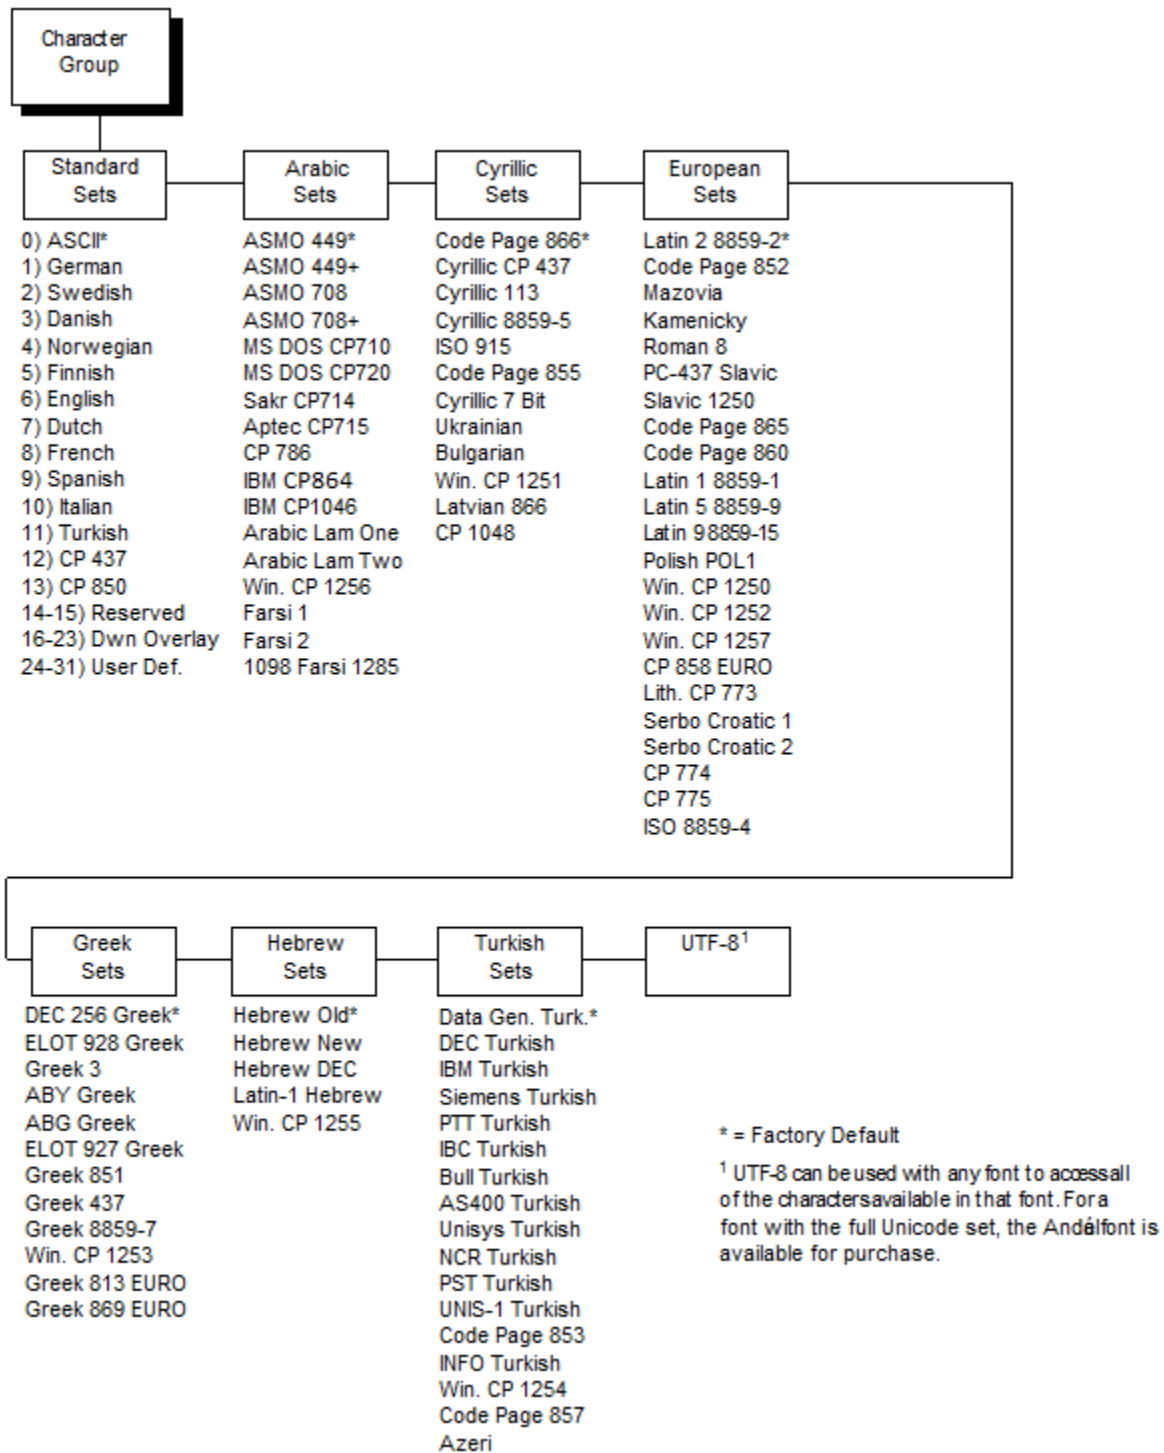 Character
Group
Standard
Sets
0) ASCII*
1) German
2) Swedish
3) Danish
4) Norwegian
5) Finnish
6) English
7) Dutch
8) French
9) Spanish
10) Italian
11) Turkish
12) CP 437
13) CP 850
14-15) Reserved
16-23) Dwn Overlay
24-31) User Def.
Arabic
Sets
ASMO 449*
ASMO 449+
ASMO 708
ASMO 708+
MS DOS CP710
MS DOS CP720
Sakr CP714
Aptec CP715
CP 786
IBM CP864
IBM CP1046
Arabic Lam One
Arabic Lam Two
Win. CP 1256
Farsi 1
Farsi 2
1098 Farsi 1285
Cyrillic
Sets
Code Page 866*
Cyrillic CP 437
Cyrillic 113
Cyrillic 8859-5
ISO 915
Code Page 855
Cyrillic 7 Bit
Ukrainian
Bulgarian
Win. CP 1251
Latvian 866
CP 1048
European
Sets
Latin 2 8859-2*
Code Page 852
Mazovia
Kamenicky
Roman 8
PC-437 Slavic
Slavic 1250
Code Page 865
Code Page 860
Latin 1 8859-1
Latin 5 8859-9
Latin 9 8859-15
Polish POL1
Win. CP 1250
Win. CP 1252
Win. CP 1257
CP 858 EURO
Lith. CP 773
Serbo Croatic 1
Serbo Croatic 2
CP 774
CP 775
ISO 8859-4
Greek
Sets
DEC 256 Greek*
ELOT 928 Greek
Greek 3
ABY Greek
ABG Greek
ELOT 927 Greek
Greek 851
Greek 437
Greek 8859-7
Win. CP 1253
Greek 813 EURO
Greek 869 EURO
Hebrew
Sets
Hebrew Old*
Hebrew New
Hebrew DEC
Latin-1 Hebrew
Win. CP 1255
Turkish
Sets
Data Gen. Turk.*
DEC Turkish
IBM Turkish
Siemens Turkish
PTT Turkish
IBC Turkish
Bull Turkish
AS400 Turkish
Unisys Turkish
NCR Turkish
PST Turkish
UNIS-1 Turkish
Code Page 853
INFO Turkish
Win. CP 1254
Code Page 857
Azeri
UTF-8¹
* = Factory Default
¹ UTF-8 can be used with any font to access all
of the characters available in that font. For a
font with the full Unicode set, the Andálfont is
available for purchase.